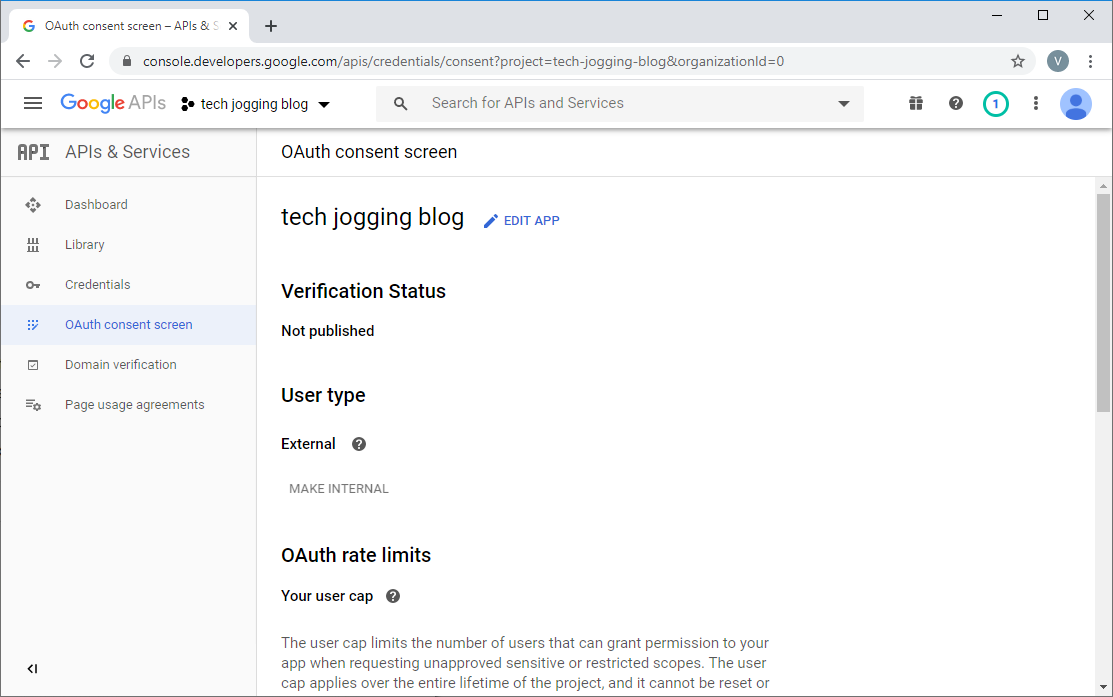 OAuth consent screen – APIs & S
console.developers.google.com/apis/credentials/consent?project=tech-jogging-blog&organizationId=0
V
Google APIs
tech jogging blog
Search for APIs and Services
1
API APIs & Services
OAuth consent screen
Dashboard
Library
Credentials
OAuth consent screen
Domain verification
Page usage agreements
tech jogging blog
EDIT APP
Verification Status
Not published
User type
External
MAKE INTERNAL
OAuth rate limits
Your user cap
The user cap limits the number of users that can grant permission to your
app when requesting unapproved sensitive or restricted scopes. The user
cap applies over the entire lifetime of the project, and it cannot be reset or